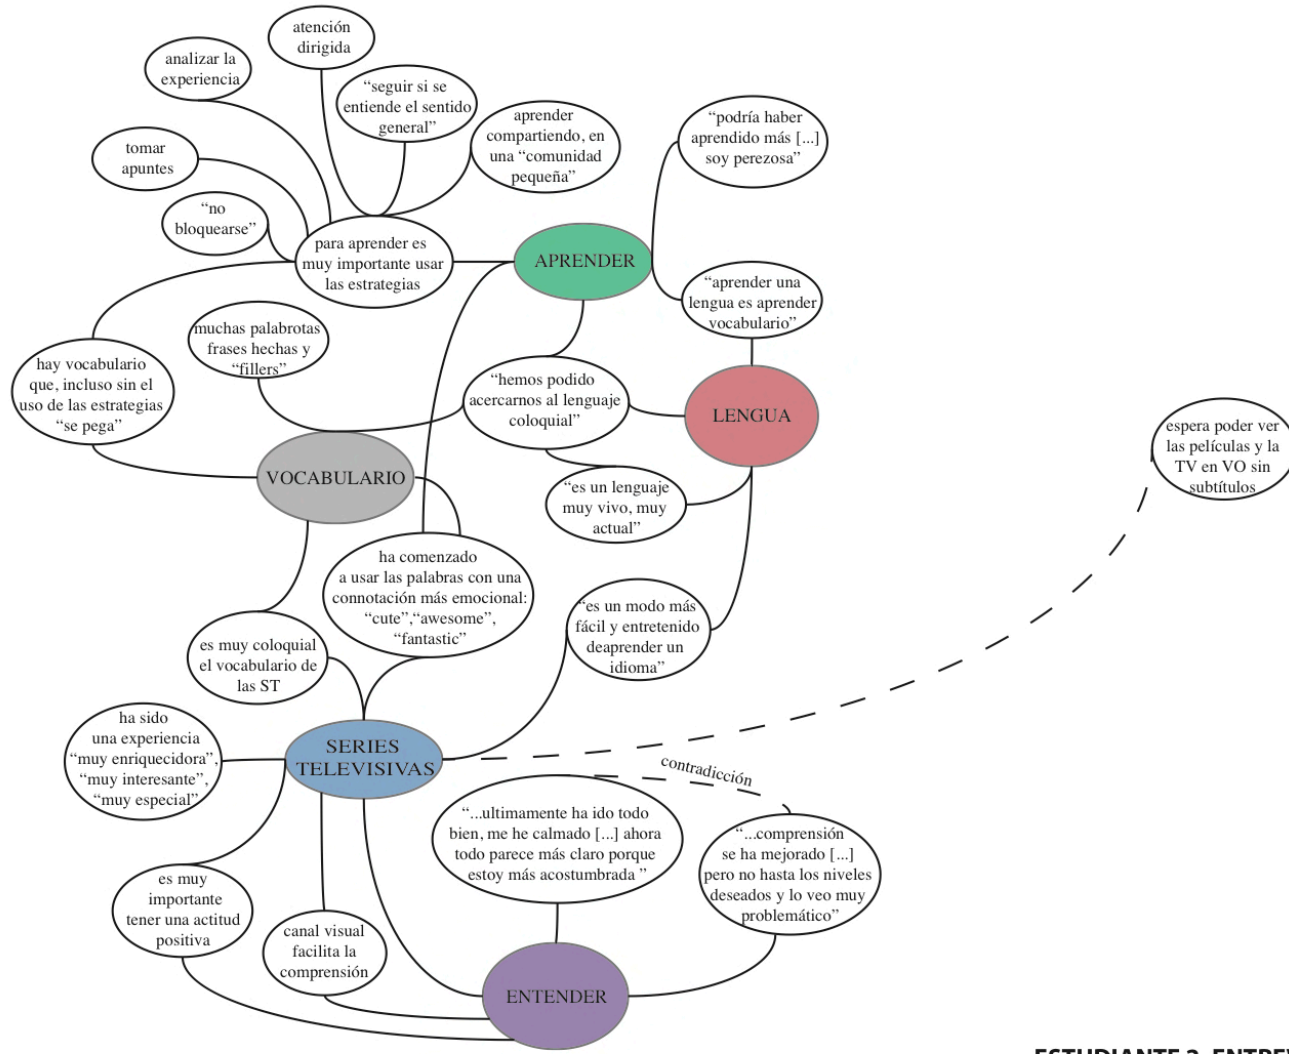 atención
dirigida
analizar la
experiencia
“seguir si se
entiende el sentido
general”
aprender
compartiendo, en
una “comunidad
pequeña”
“podría haber
aprendido más [...]
soy perezosa”
tomar
apuntes
“no
bloquearse”
para aprender es
muy importante usar
las estrategias
APRENDER
“aprender una
lengua es aprender
vocabulario”
muchas palabrotas
frases hechas y
“fillers”
hay vocabulario
que, incluso sin el
uso de las estrategias
“se pega”
“hemos podido
acercarnos al lenguaje
coloquial”
LENGUA
espera poder ver
las películas y la
TV en VO sin
subtítulos
VOCABULARIO
“es un lenguaje
muy vivo, muy
actual”
ha comenzado
a usar las palabras con una
connotación más emocional:
“cute”,“awesome”,
“fantastic”
“es un modo más
fácil y entretenido
deaprender un
idioma”
es muy coloquial
el vocabulario de
las ST
ha sido
una experiencia
“muy enriquecidora”,
“muy interesante”,
“muy especial”
SERIES
TELEVISIVAS
contradicción
“...ultimamente ha ido todo
bien, me he calmado [...] ahora
todo parece más claro porque
estoy más acostumbrada ”
“...comprensión
se ha mejorado [...]
pero no hasta los niveles
deseados y lo veo muy
problemático”
es muy
importante
tener una actitud
positiva
canal visual
facilita la
comprensión
ENTENDER